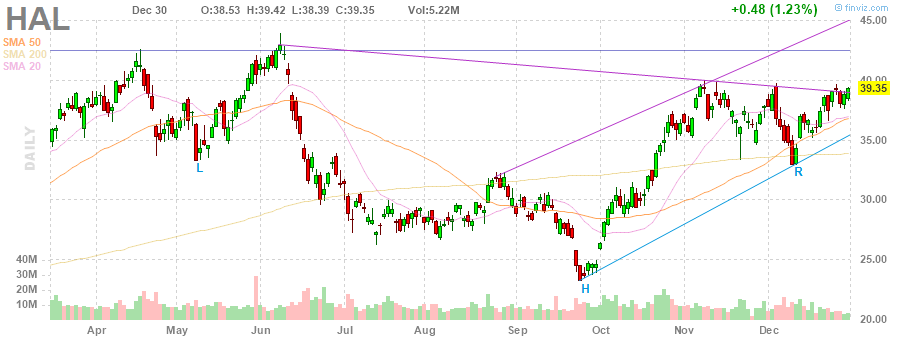 HAL Dec 30 O:38.53 H:39.42 L:38.39 C:39.35 Vol:5.22M +0.48 (1.23%) © finviz.com
SMA 50
SMA 200
SMA 20
DAILY
45.00
40.00
39.35
35.00
30.00
25.00
20.00
40M
30M
20M
10M
L
H
R
Apr May Jun Jul Aug Sep Oct Nov Dec